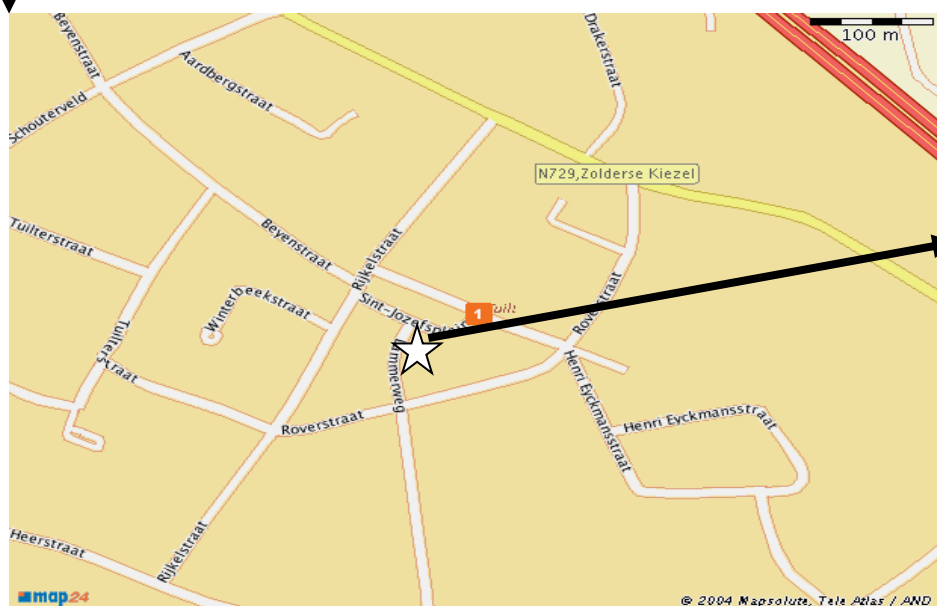 100 m
Beyenstraat
Drakerstraat
Aardbergstraat
Schouterveld
N729,Zolderse Kiezel
Tuilterstraat
Beyenstraat
Rijkelstraat
Winterbeekstraat
Sint-Jozefsplein
1
Tuilt
Roverstraat
Tuilterstraat
Henri Eyckmansstraat
Henri Eyckmansstraat
Roverstraat
Rijkelstraat
Heerstraat
map24
© 2004 Mapsolute, Tele Atlas / AND